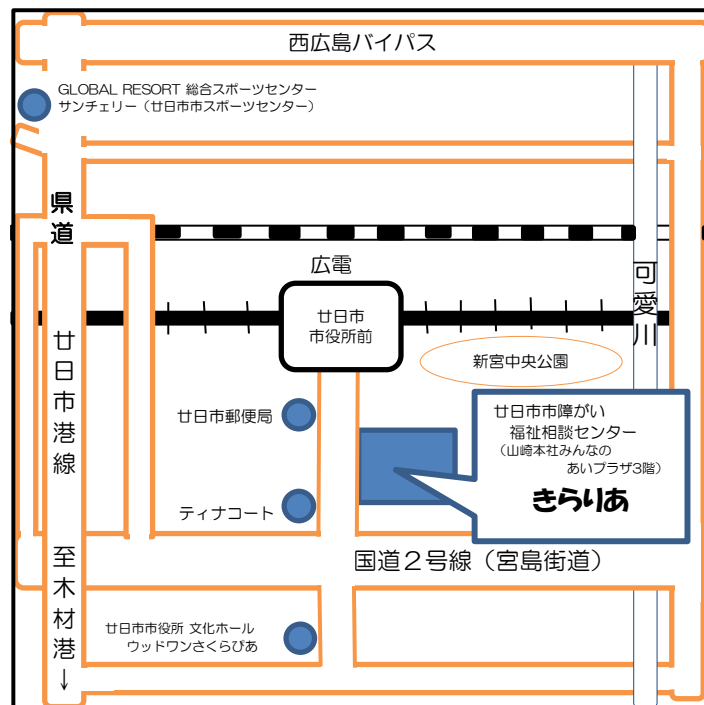 西広島バイパス
GLOBAL RESORT 総合スポーツセンター
サンチェリー（廿日市市スポーツセンター）
県道
広電
廿日市
市役所前
可愛川
新宮中央公園
廿日市港線
廿日市郵便局
廿日市市障がい
福祉相談センター
（山崎本社みんなの
あいプラザ3階）
きらりあ
ティナコート
国道２号線（宮島街道）
至木材港→
廿日市市役所 文化ホール
ウッドワンさくらぴあ